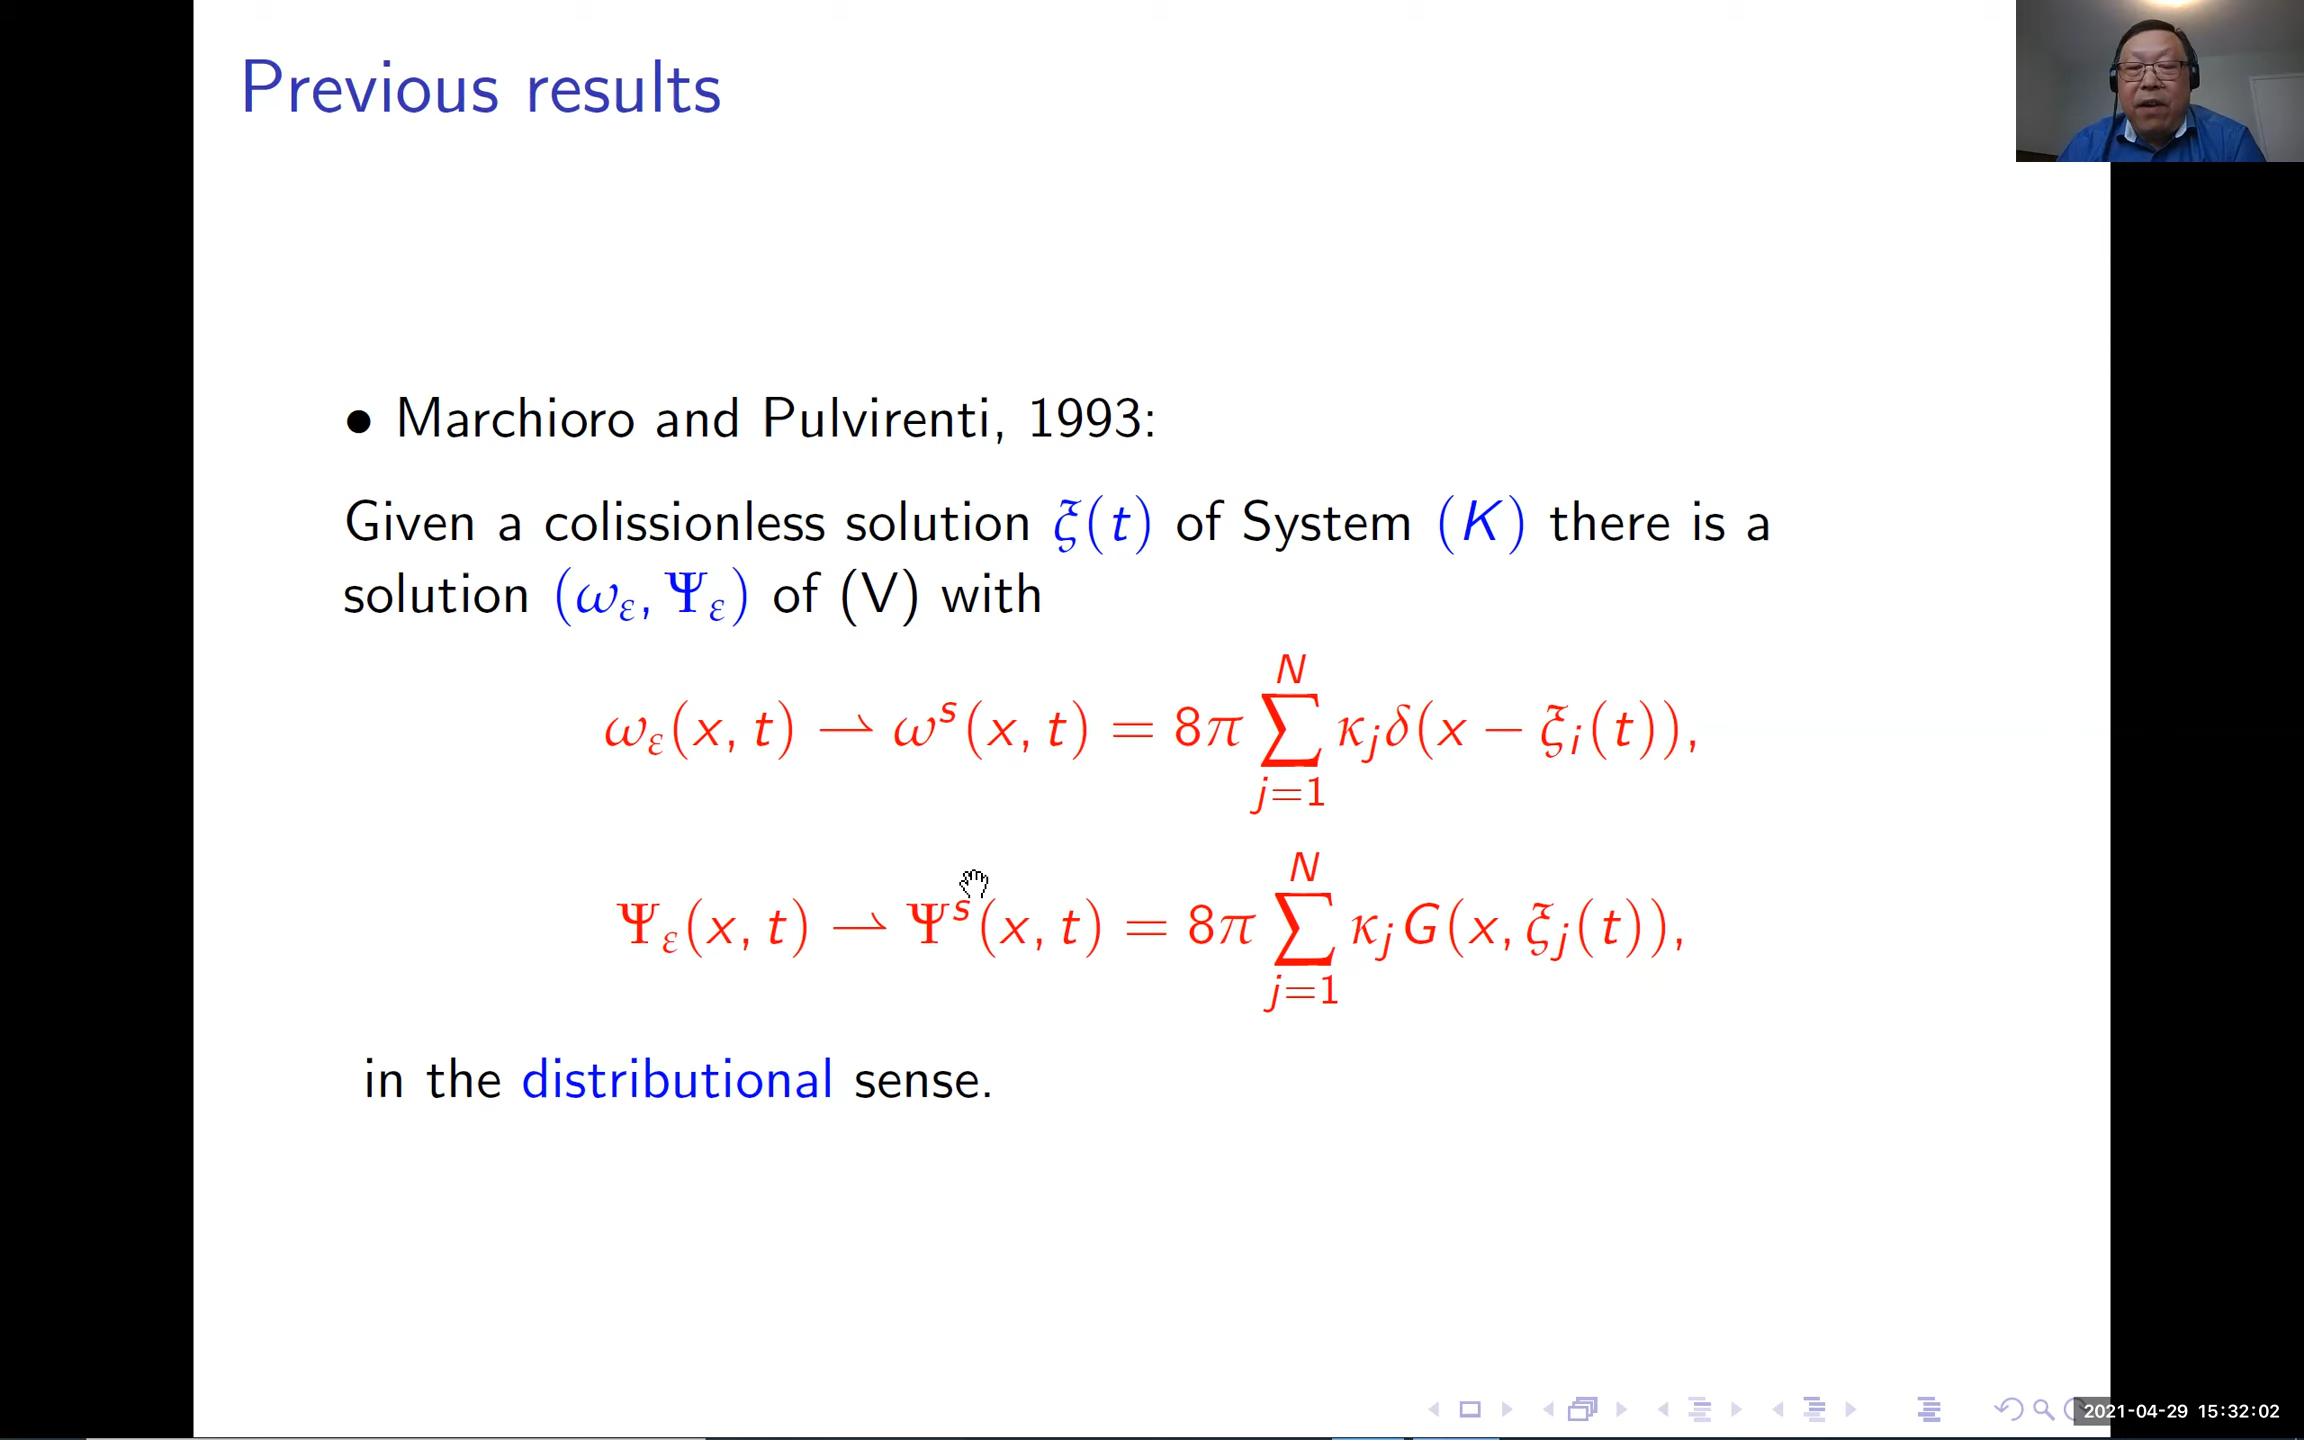 Previous results
• Marchioro and Pulvirenti, 1993:
Given a colissionless solution ξ(t) of System (K) there is a
solution (ω_ε, Ψ_ε) of (V) with
ω_ε(x, t) ⇀ ω^s(x, t) = 8π ∑_{j=1}^{N} κ_j δ(x − ξ_i(t)),
Ψ_ε(x, t) ⇀ Ψ^s(x, t) = 8π ∑_{j=1}^{N} κ_j G(x, ξ_j(t)),
in the distributional sense.
2021-04-29 15:32:02